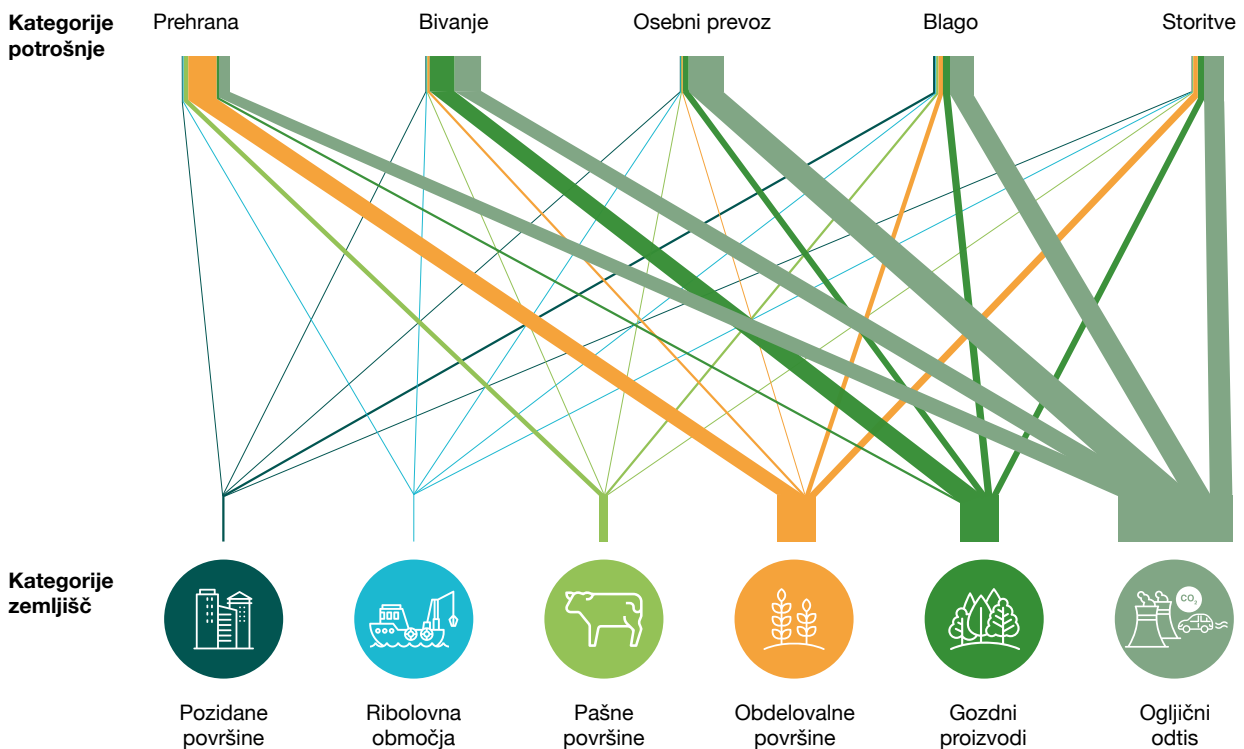 Kategorije
potrošnje
Prehrana
Bivanje
Osebni prevoz
Blago
Storitve
Kategorije
zemljišč
CO₂
Pozidane
površine
Ribolovna
območja
Pašne
površine
Obdelovalne
površine
Gozdni
proizvodi
Ogljični
odtis